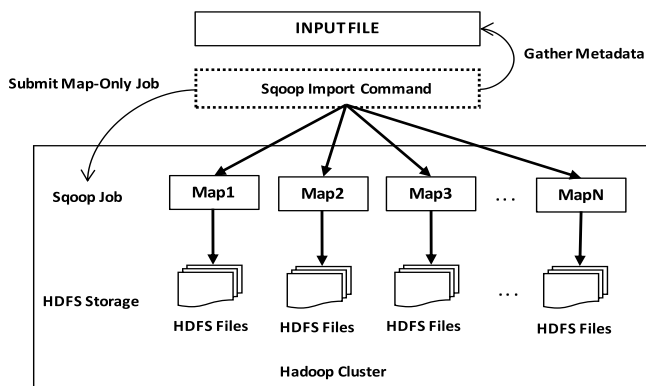 INPUT FILE
Gather Metadata
Submit Map-Only Job
Sqoop Import Command
Sqoop Job
Map1
Map2
Map3
...
MapN
HDFS Storage
...
HDFS Files
HDFS Files
HDFS Files
HDFS Files
Hadoop Cluster